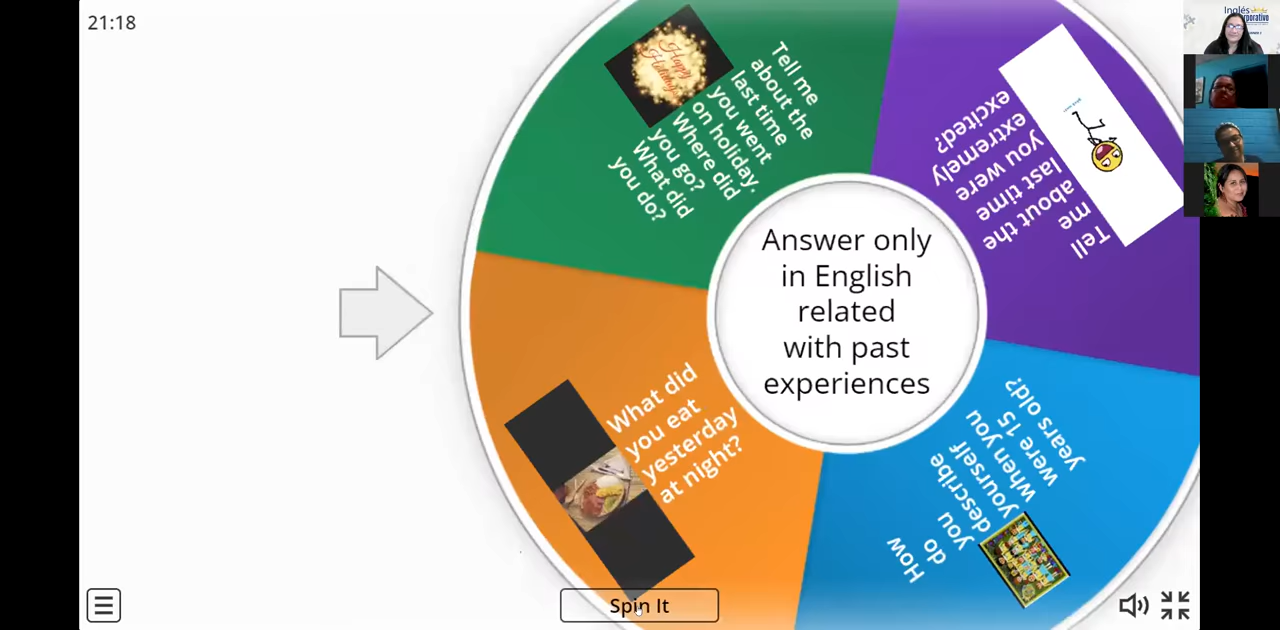 21:18
Happy
Holidays
Tell me
about the
last time
you went
on holiday.
Where did
you go?
What did
you do?
Tell
me
about the
last time
you were
extremely
excited?
Answer only
in English
related
with past
experiences
What did
you eat
yesterday
at night?
How
do
you
describe
yourself
when you
were 15
years old?
Spin It
Inglés